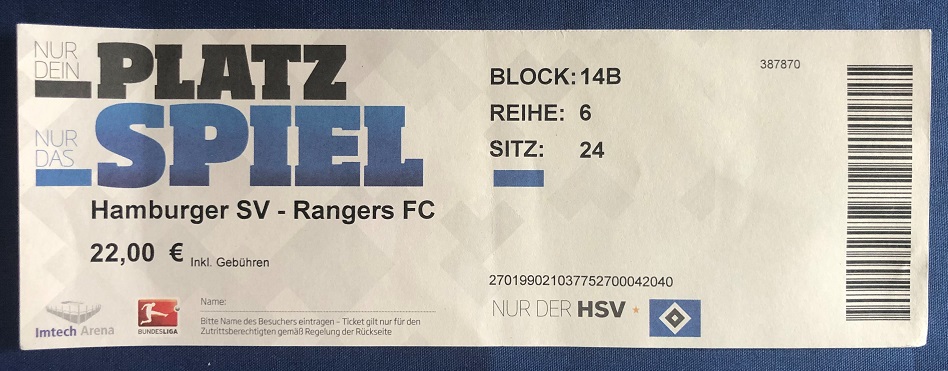 NUR DEIN PLATZ
NUR DAS SPIEL
Hamburger SV - Rangers FC
22,00 € Inkl. Gebühren
Imtech Arena
BUNDESLIGA
Name:
Bitte Name des Besuchers eintragen – Ticket gilt nur für den
Zutrittsberechtigten gemäß Regelung der Rückseite
BLOCK: 14B
REIHE: 6
SITZ: 24
270199021037752700042040
NUR DER HSV
387870